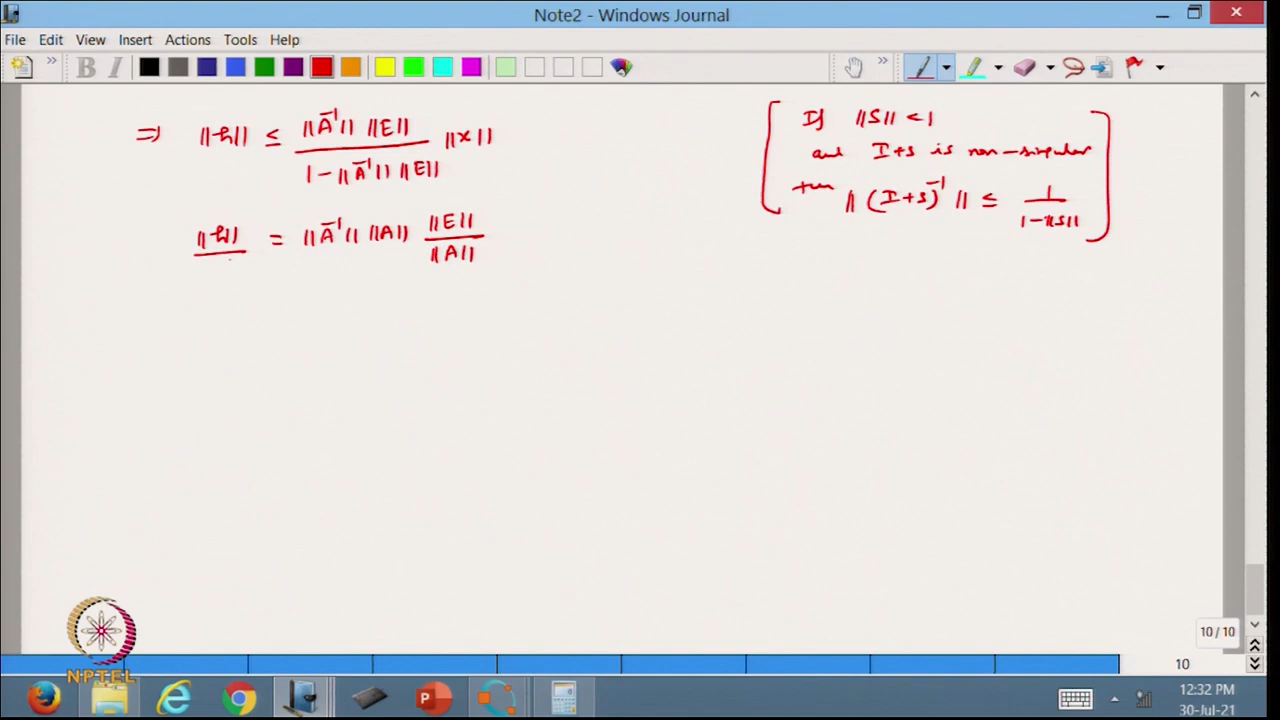 Note2 - Windows Journal
File Edit View Insert Actions Tools Help
B I
⇒ ||h|| ≤ ||A⁻¹|| ||E|| / 1 - ||A⁻¹|| ||E|| ||x||
||h|| = ||A⁻¹|| ||A|| ||E|| / ||A||
If ||S|| < 1
and I+S is non-singular
then || (I+S)⁻¹ || ≤ 1 / 1-||S||
10 / 10
10
NPTEL
12:32 PM
30-Jul-21